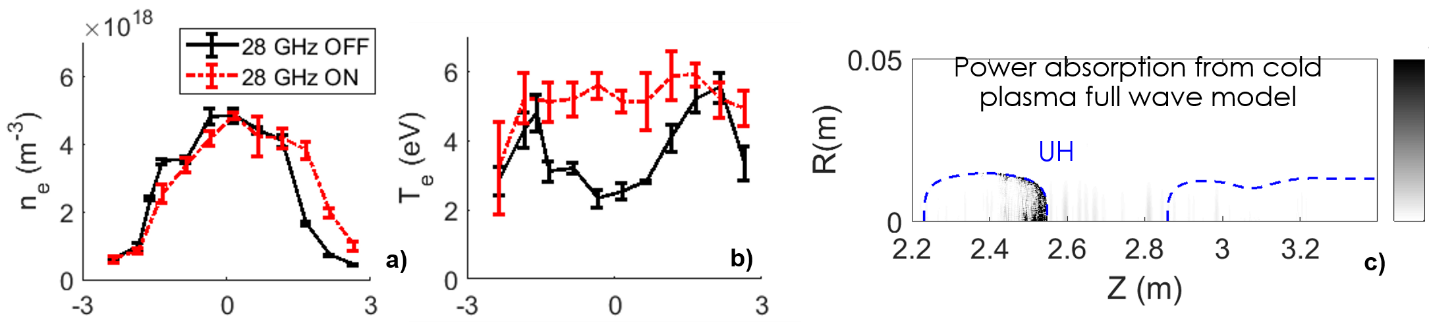 ×10^18
6
4
2
0
n_e (m^-3)
28 GHz OFF
28 GHz ON
a)
-3
0
3
6
4
2
0
T_e (eV)
b)
-3
0
3
0.05
0
R(m)
Power absorption from cold
plasma full wave model
UH
2.2
2.4
2.6
2.8
3
3.2
Z (m)
c)